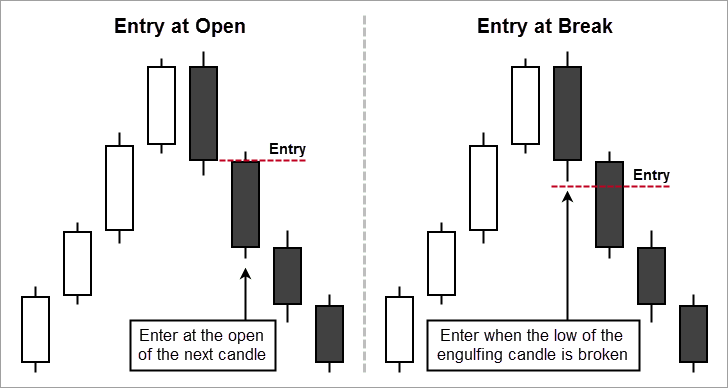 Entry at Open
Entry
Enter at the open
of the next candle
Entry at Break
Entry
Enter when the low of the
engulfing candle is broken